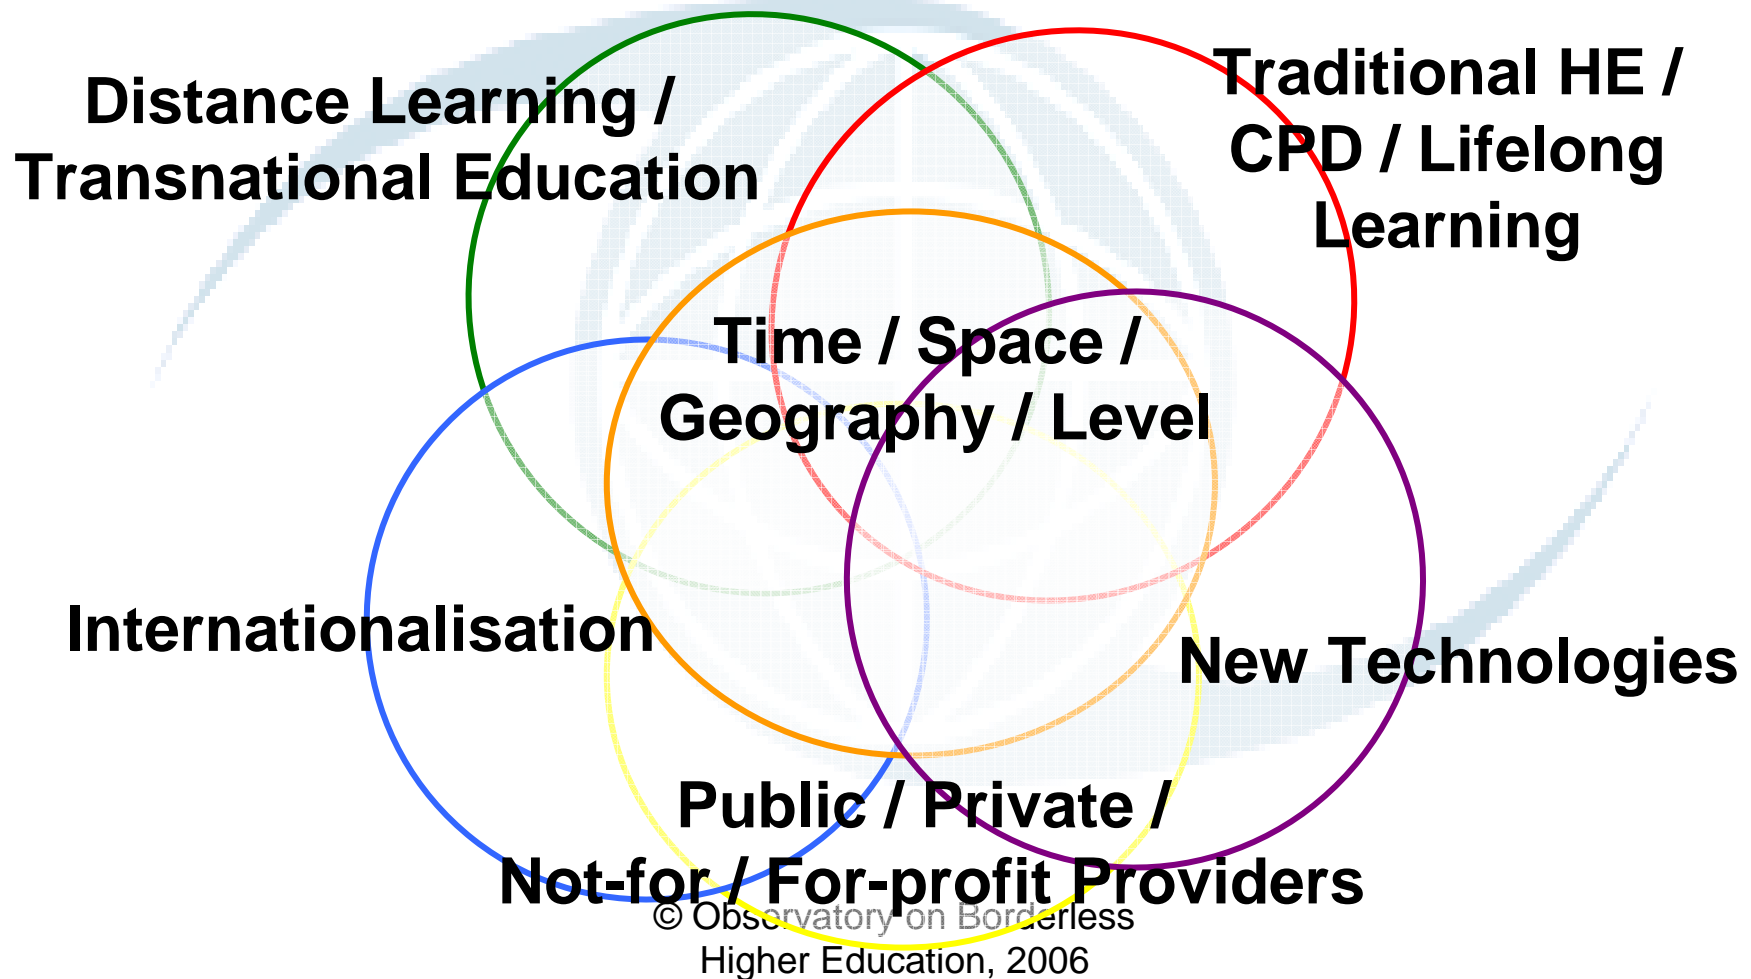 Distance Learning /
Transnational Education
Traditional HE /
CPD / Lifelong
Learning
Time / Space /
Geography / Level
Internationalisation
New Technologies
Public / Private /
Not-for / For-profit Providers
© Observatory on Borderless
Higher Education, 2006